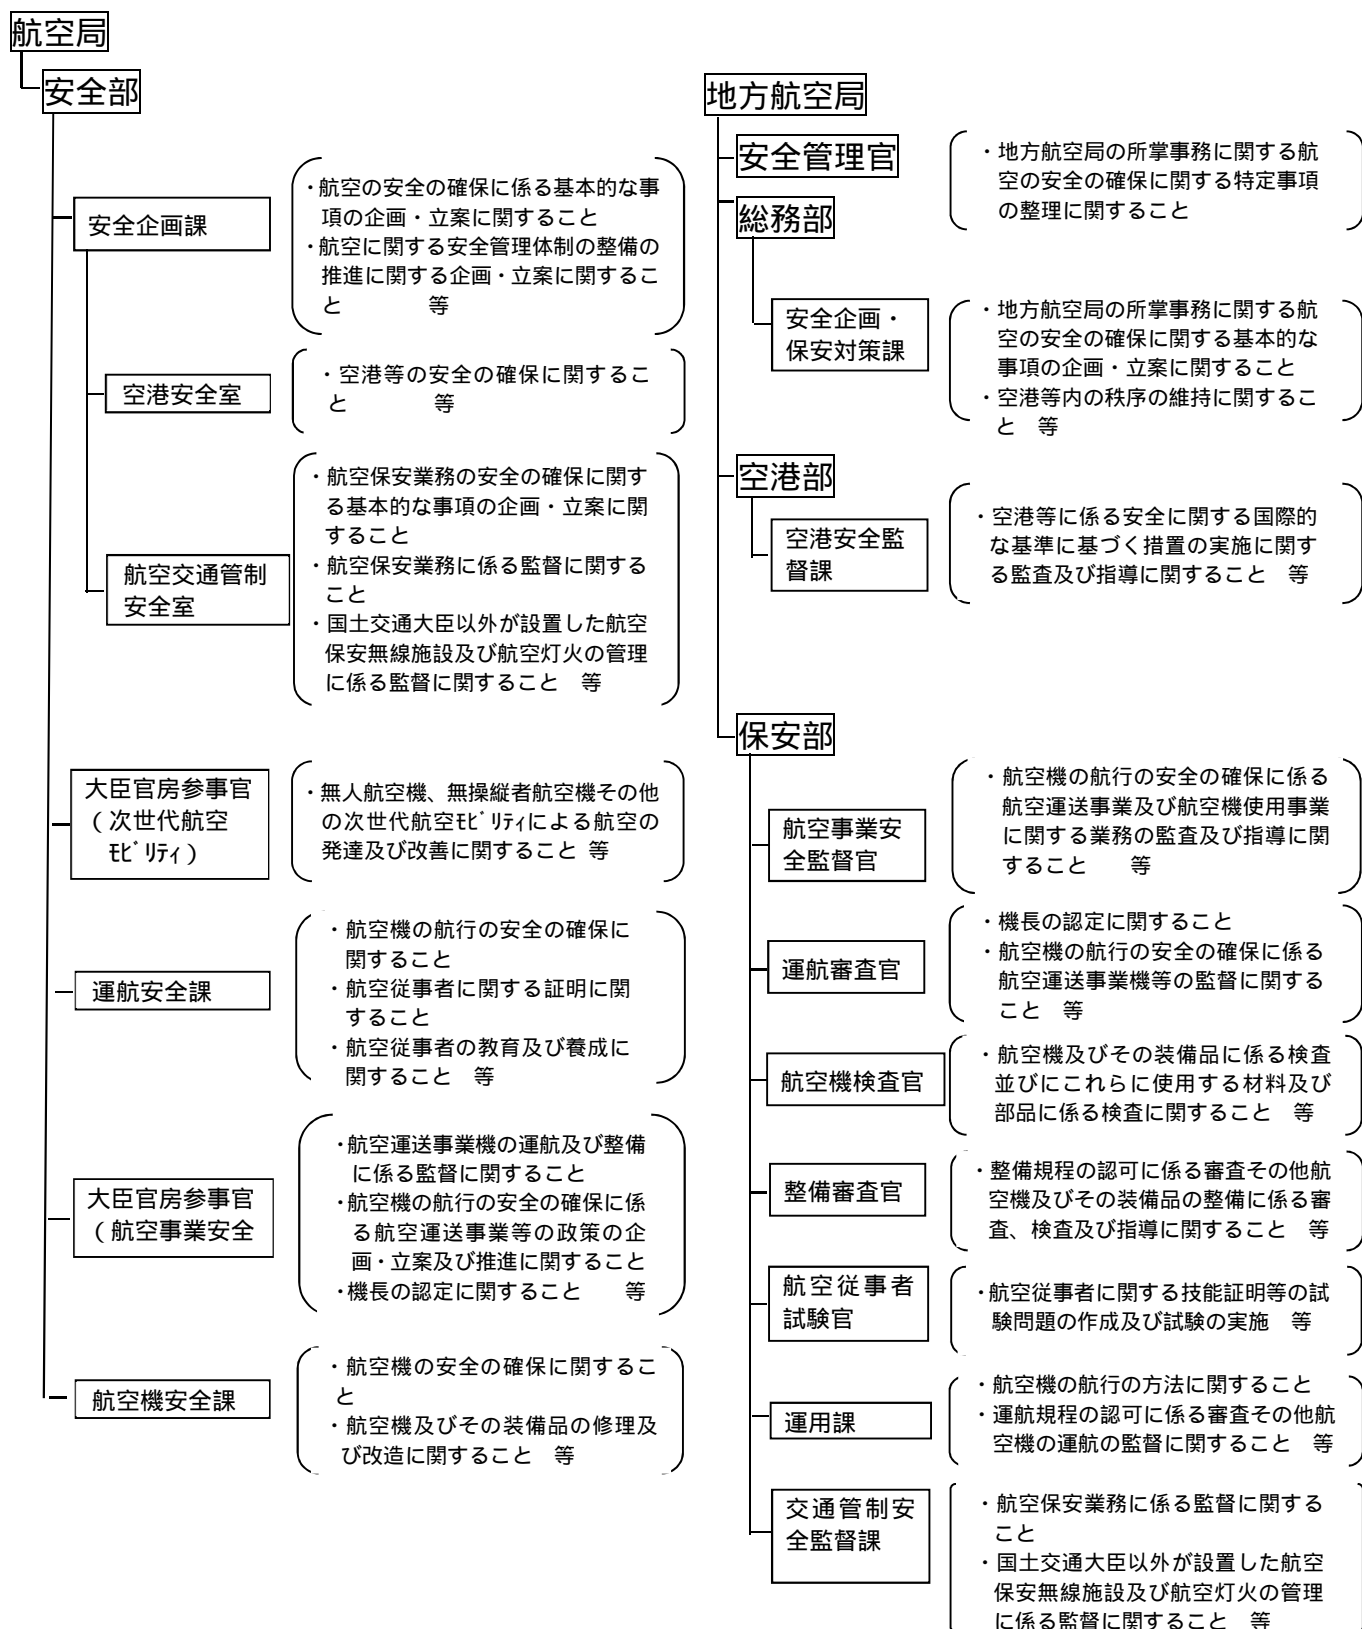 航空局
安全部
安全企画課
・航空の安全の確保に係る基本的な事
項の企画・立案に関すること
・航空に関する安全管理体制の整備の
推進に関する企画・立案に関するこ
と　　　　等
空港安全室
・空港等の安全の確保に関するこ
と　　　　等
航空交通管制
安全室
・航空保安業務の安全の確保に関す
る基本的な事項の企画・立案に関
すること
・航空保安業務に係る監督に関する
こと
・国土交通大臣以外が設置した航空
保安無線施設及び航空灯火の管理
に係る監督に関すること　等
大臣官房参事官
（次世代航空
ﾓﾋﾞﾘﾃｨ）
・無人航空機、無操縦者航空機その他
の次世代航空ﾓﾋﾞﾘﾃｨによる航空の
発達及び改善に関すること 等
運航安全課
・航空機の航行の安全の確保に
関すること
・航空従事者に関する証明に関
すること
・航空従事者の教育及び養成に
関すること　等
大臣官房参事官
（航空事業安全
・航空運送事業機の運航及び整備
に係る監督に関すること
・航空機の航行の安全の確保に係
る航空運送事業等の政策の企
画・立案及び推進に関すること
・機長の認定に関すること　　等
航空機安全課
・航空機の安全の確保に関するこ
と
・航空機及びその装備品の修理及
び改造に関すること　等
地方航空局
安全管理官
・地方航空局の所掌事務に関する航
空の安全の確保に関する特定事項
の整理に関すること
総務部
安全企画・
保安対策課
・地方航空局の所掌事務に関する航
空の安全の確保に関する基本的な
事項の企画・立案に関すること
・空港等内の秩序の維持に関するこ
と　等
空港部
空港安全監
督課
・空港等に係る安全に関する国際的
な基準に基づく措置の実施に関す
る監査及び指導に関すること　等
保安部
航空事業安
全監督官
・航空機の航行の安全の確保に係る
航空運送事業及び航空機使用事業
に関する業務の監査及び指導に関
すること　　等
運航審査官
・機長の認定に関すること
・航空機の航行の安全の確保に係る
航空運送事業機等の監督に関する
こと　等
航空機検査官
・航空機及びその装備品に係る検査
並びにこれらに使用する材料及び
部品に係る検査に関すること　等
整備審査官
・整備規程の認可に係る審査その他航
空機及びその装備品の整備に係る審
査、検査及び指導に関すること　等
航空従事者
試験官
・航空従事者に関する技能証明等の試
験問題の作成及び試験の実施　等
運用課
・航空機の航行の方法に関すること
・運航規程の認可に係る審査その他航
空機の運航の監督に関すること　等
交通管制安
全監督課
・航空保安業務に係る監督に関する
こと
・国土交通大臣以外が設置した航空
保安無線施設及び航空灯火の管理
に係る監督に関すること　等